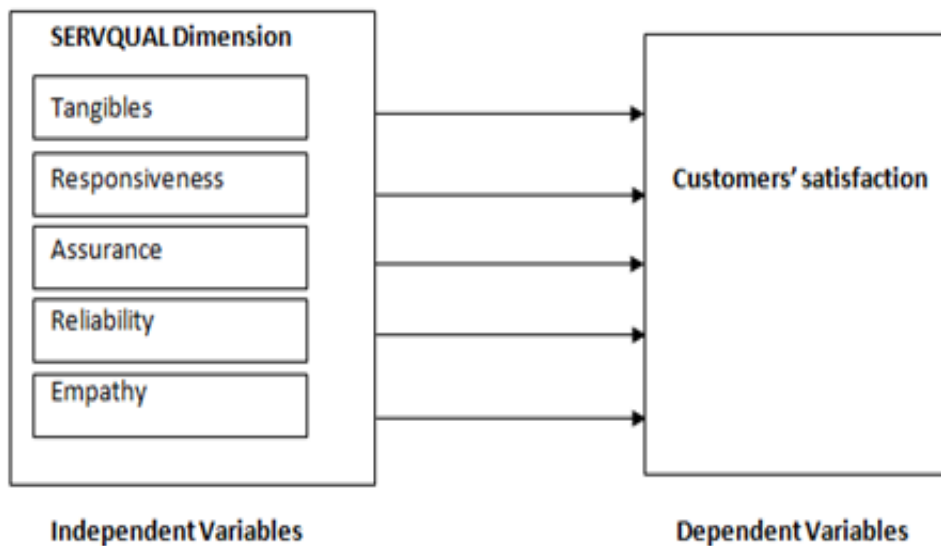 SERVQUAL Dimension
Tangibles
Responsiveness
Assurance
Reliability
Empathy
Customers’ satisfaction
Independent Variables
Dependent Variables